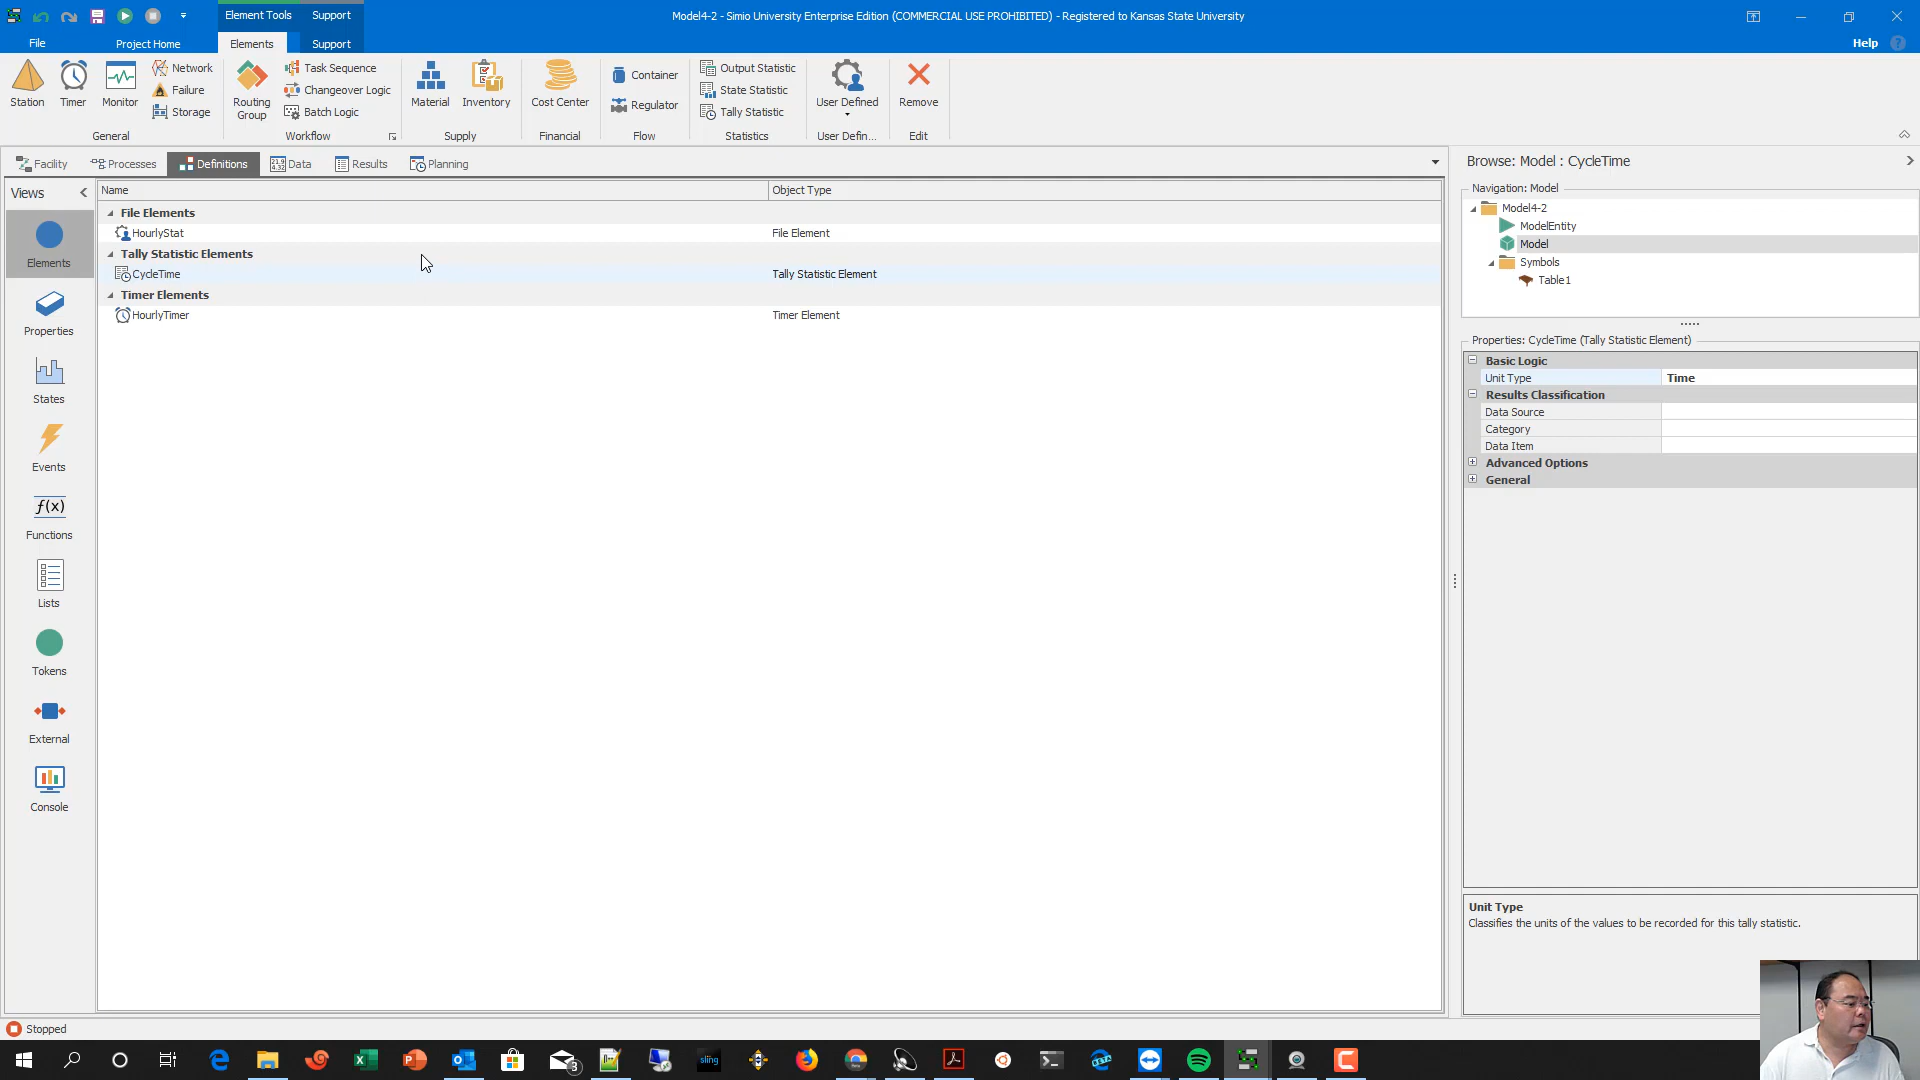 Element Tools
Support
Model4-2 - Simio University Enterprise Edition (COMMERCIAL USE PROHIBITED) - Registered to Kansas State University
File
Project Home
Elements
Support
Help
Station
Timer
Monitor
Network
Failure
Storage
General
Routing
Group
Task Sequence
Changeover Logic
Batch Logic
Workflow
Material
Inventory
Supply
Cost Center
Financial
Container
Regulator
Flow
Output Statistic
State Statistic
Tally Statistic
Statistics
User Defined
User Defin...
Remove
Edit
Facility
Processes
Definitions
Data
Results
Planning
Views
Elements
Properties
States
Events
f(x)
Functions
Lists
Tokens
External
Console
Name
Object Type
File Elements
HourlyStat
File Element
Tally Statistic Elements
CycleTime
Tally Statistic Element
Timer Elements
HourlyTimer
Timer Element
Browse: Model : CycleTime
Navigation: Model
Model4-2
ModelEntity
Model
Symbols
Table1
Properties: CycleTime (Tally Statistic Element)
Basic Logic
Unit Type
Time
Results Classification
Data Source
Category
Data Item
Advanced Options
General
Unit Type
Classifies the units of the values to be recorded for this tally statistic.
Stopped
3
sling
BETA